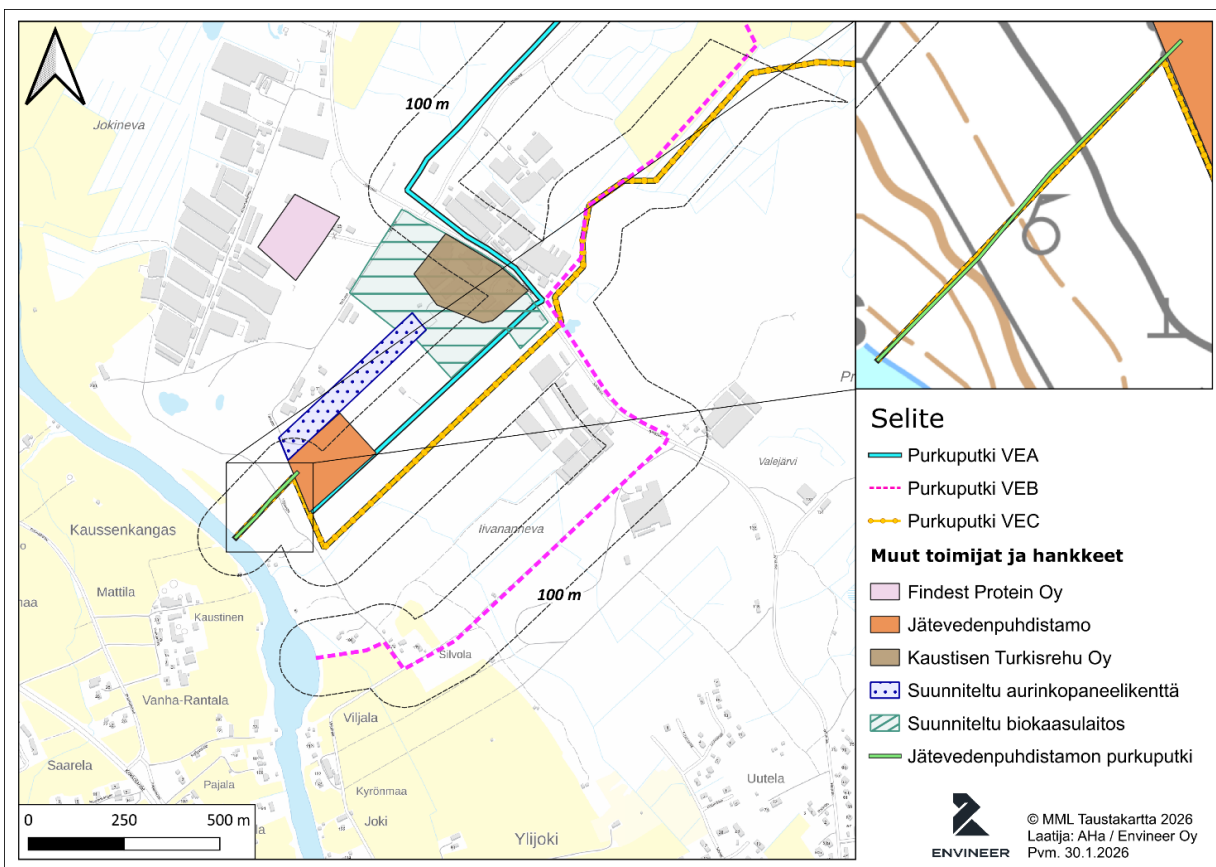 Jokineva
100 m
Kaussenkangas
Mattila
Kaustinen
Vanha-Rantala
Saarela
Pajala
Viljala
Kyrönmaa
Joki
Silvola
Iivananneva
Valejärvi
100 m
Uutela
Ylijoki
0 250 500 m
Selite
Purkuputki VEA
Purkuputki VEB
Purkuputki VEC
Muut toimijat ja hankkeet
Findest Protein Oy
Jätevedenpuhdistamo
Kaustisen Turkisrehu Oy
Suunniteltu aurinkopaneelikenttä
Suunniteltu biokaasulaitos
Jätevedenpuhdistamon purkuputki
ENVINEER
© MML Taustakartta 2026
Laatija: AHa / Envineer Oy
Pvm. 30.1.2026